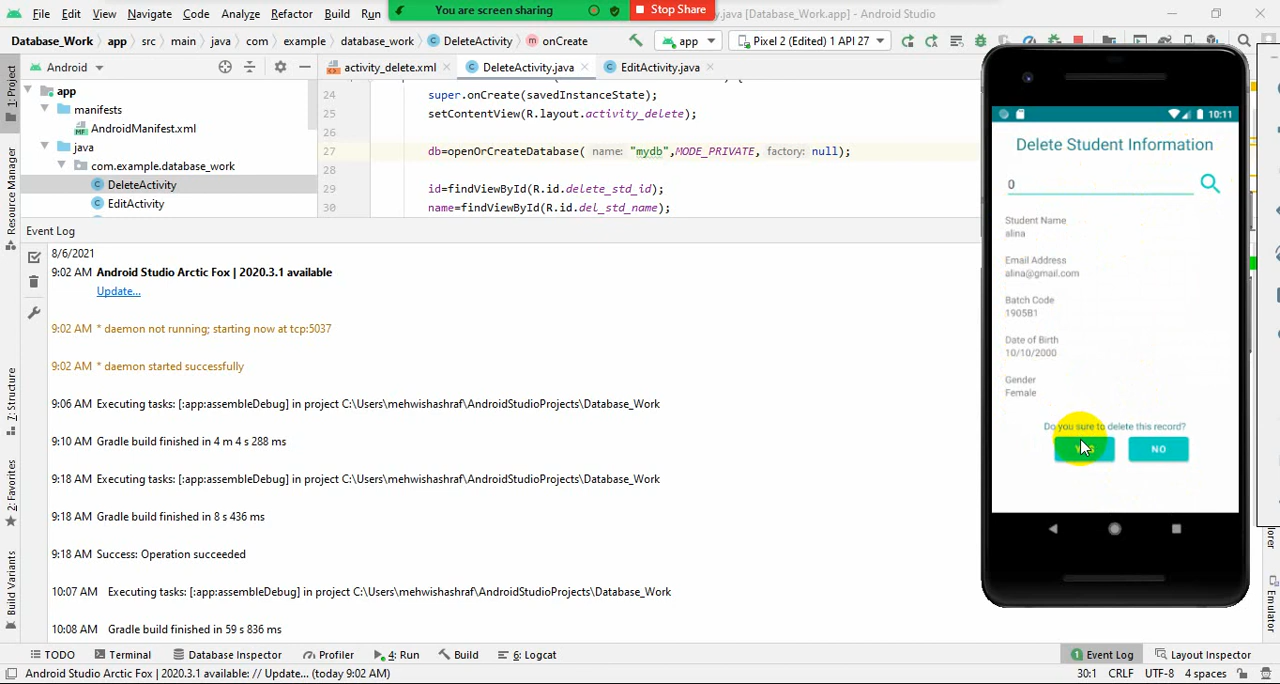 File Edit View Navigate Code Analyze Refactor Build Run
You are screen sharing
Stop Share
.java [Database_Work.app] - Android Studio
Database_Work app src main java com example database_work DeleteActivity onCreate
app
Pixel 2 (Edited) 1 API 27
Android
activity_delete.xml
DeleteActivity.java
EditActivity.java
1: Project
Resource Manager
7: Structure
2: Favorites
Build Variants
app
manifests
AndroidManifest.xml
java
com.example.database_work
DeleteActivity
EditActivity
24 super.onCreate(savedInstanceState);
25 setContentView(R.layout.activity_delete);
26
27 db=openOrCreateDatabase( name: "mydb",MODE_PRIVATE, factory: null);
28
29 id=findViewById(R.id.delete_std_id);
30 name=findViewById(R.id.del_std_name);
Event Log
8/6/2021
9:02 AM Android Studio Arctic Fox | 2020.3.1 available
Update...
9:02 AM * daemon not running; starting now at tcp:5037
9:02 AM * daemon started successfully
9:06 AM Executing tasks: [:app:assembleDebug] in project C:\Users\mehwishashraf\AndroidStudioProjects\Database_Work
9:10 AM Gradle build finished in 4 m 4 s 288 ms
9:18 AM Executing tasks: [:app:assembleDebug] in project C:\Users\mehwishashraf\AndroidStudioProjects\Database_Work
9:18 AM Gradle build finished in 8 s 436 ms
9:18 AM Success: Operation succeeded
10:07 AM Executing tasks: [:app:assembleDebug] in project C:\Users\mehwishashraf\AndroidStudioProjects\Database_Work
10:08 AM Gradle build finished in 59 s 836 ms
10:11
Delete Student Information
0
Student Name
alina
Email Address
alina@gmail.com
Batch Code
1905B1
Date of Birth
10/10/2000
Gender
Female
Do you sure to delete this record?
NO
Emulator
TODO Terminal Database Inspector Profiler 4: Run Build 6: Logcat
1 Event Log Layout Inspector
Android Studio Arctic Fox | 2020.3.1 available: // Update... (today 9:02 AM)
30:1 CRLF UTF-8 4 spaces